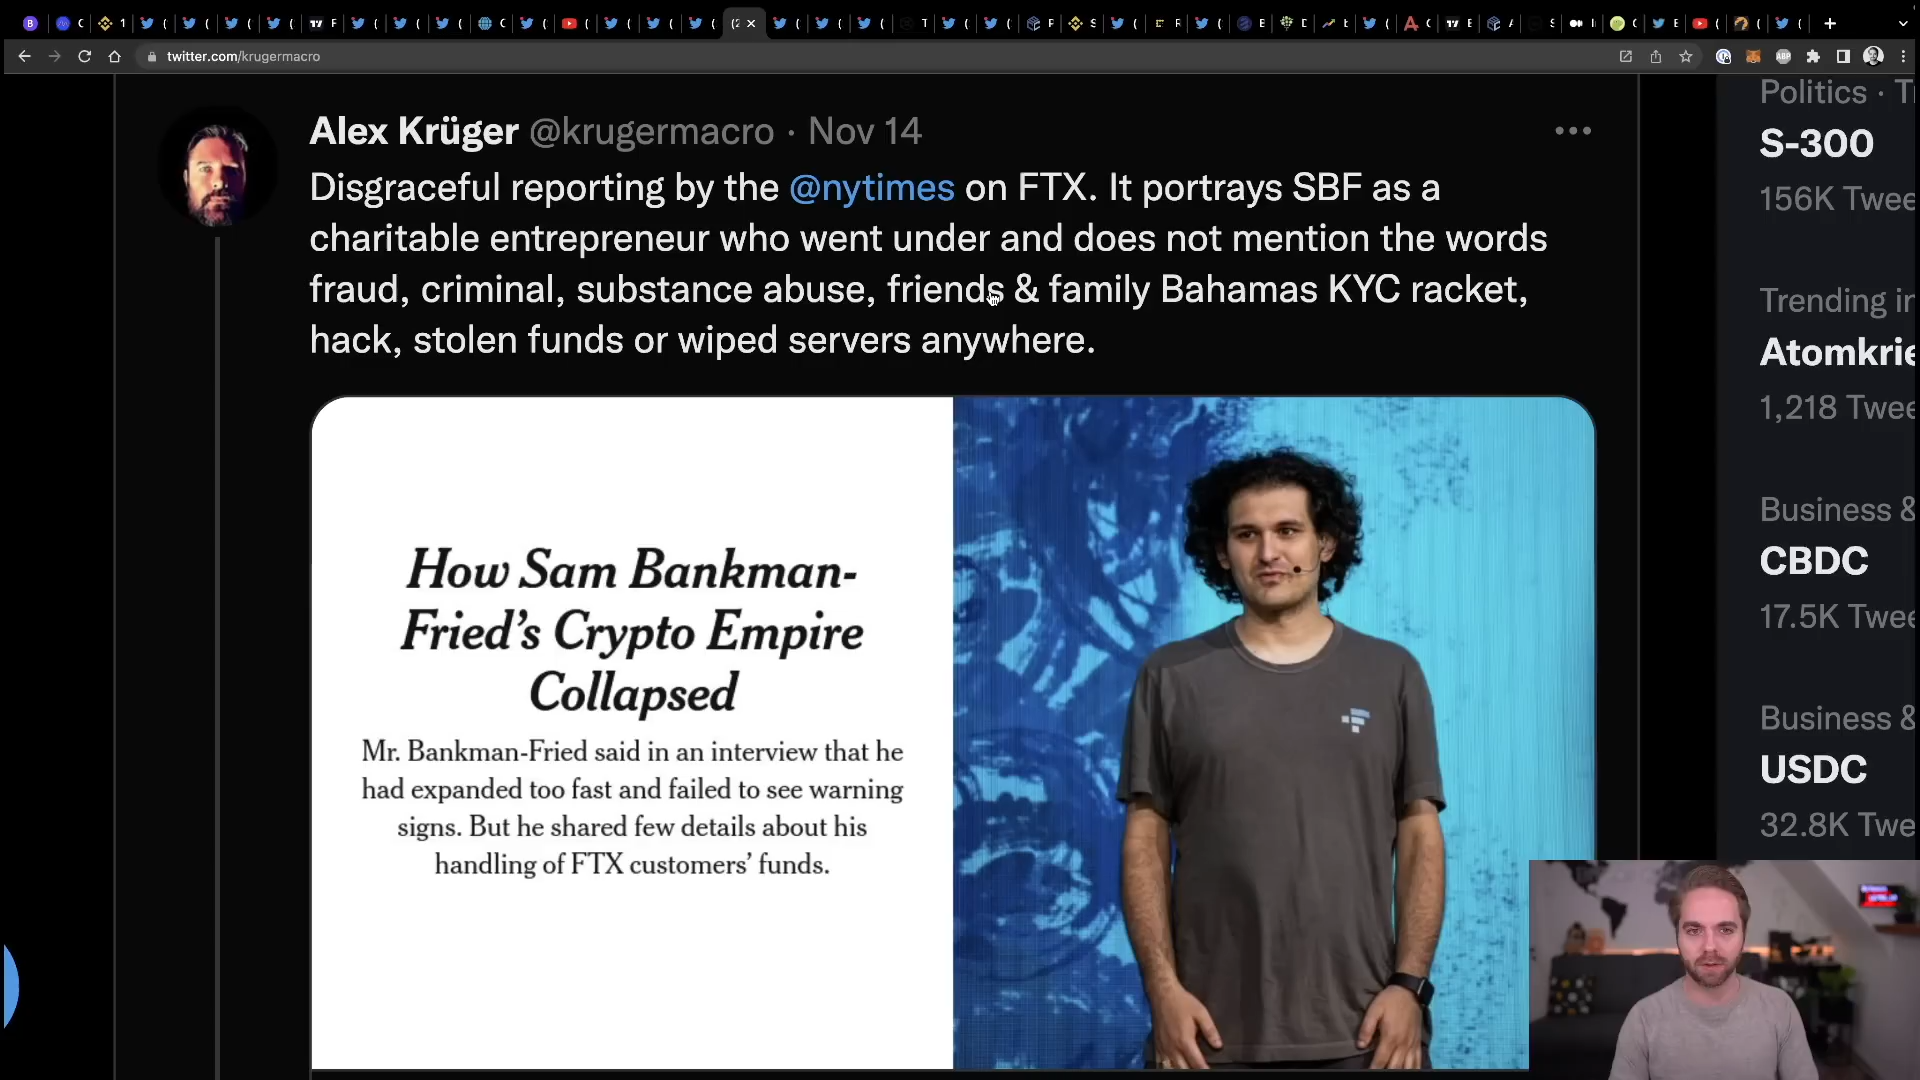 twitter.com/krugermacro
Alex Krüger @krugermacro · Nov 14
Disgraceful reporting by the @nytimes on FTX. It portrays SBF as a
charitable entrepreneur who went under and does not mention the words
fraud, criminal, substance abuse, friends & family Bahamas KYC racket,
hack, stolen funds or wiped servers anywhere.
How Sam Bankman-
Fried’s Crypto Empire
Collapsed
Mr. Bankman-Fried said in an interview that he
had expanded too fast and failed to see warning
signs. But he shared few details about his
handling of FTX customers’ funds.
Politics · T
S-300
156K Twee
Trending in
Atomkrie
1,218 Twee
Business &
CBDC
17.5K Twee
Business &
USDC
32.8K Twe